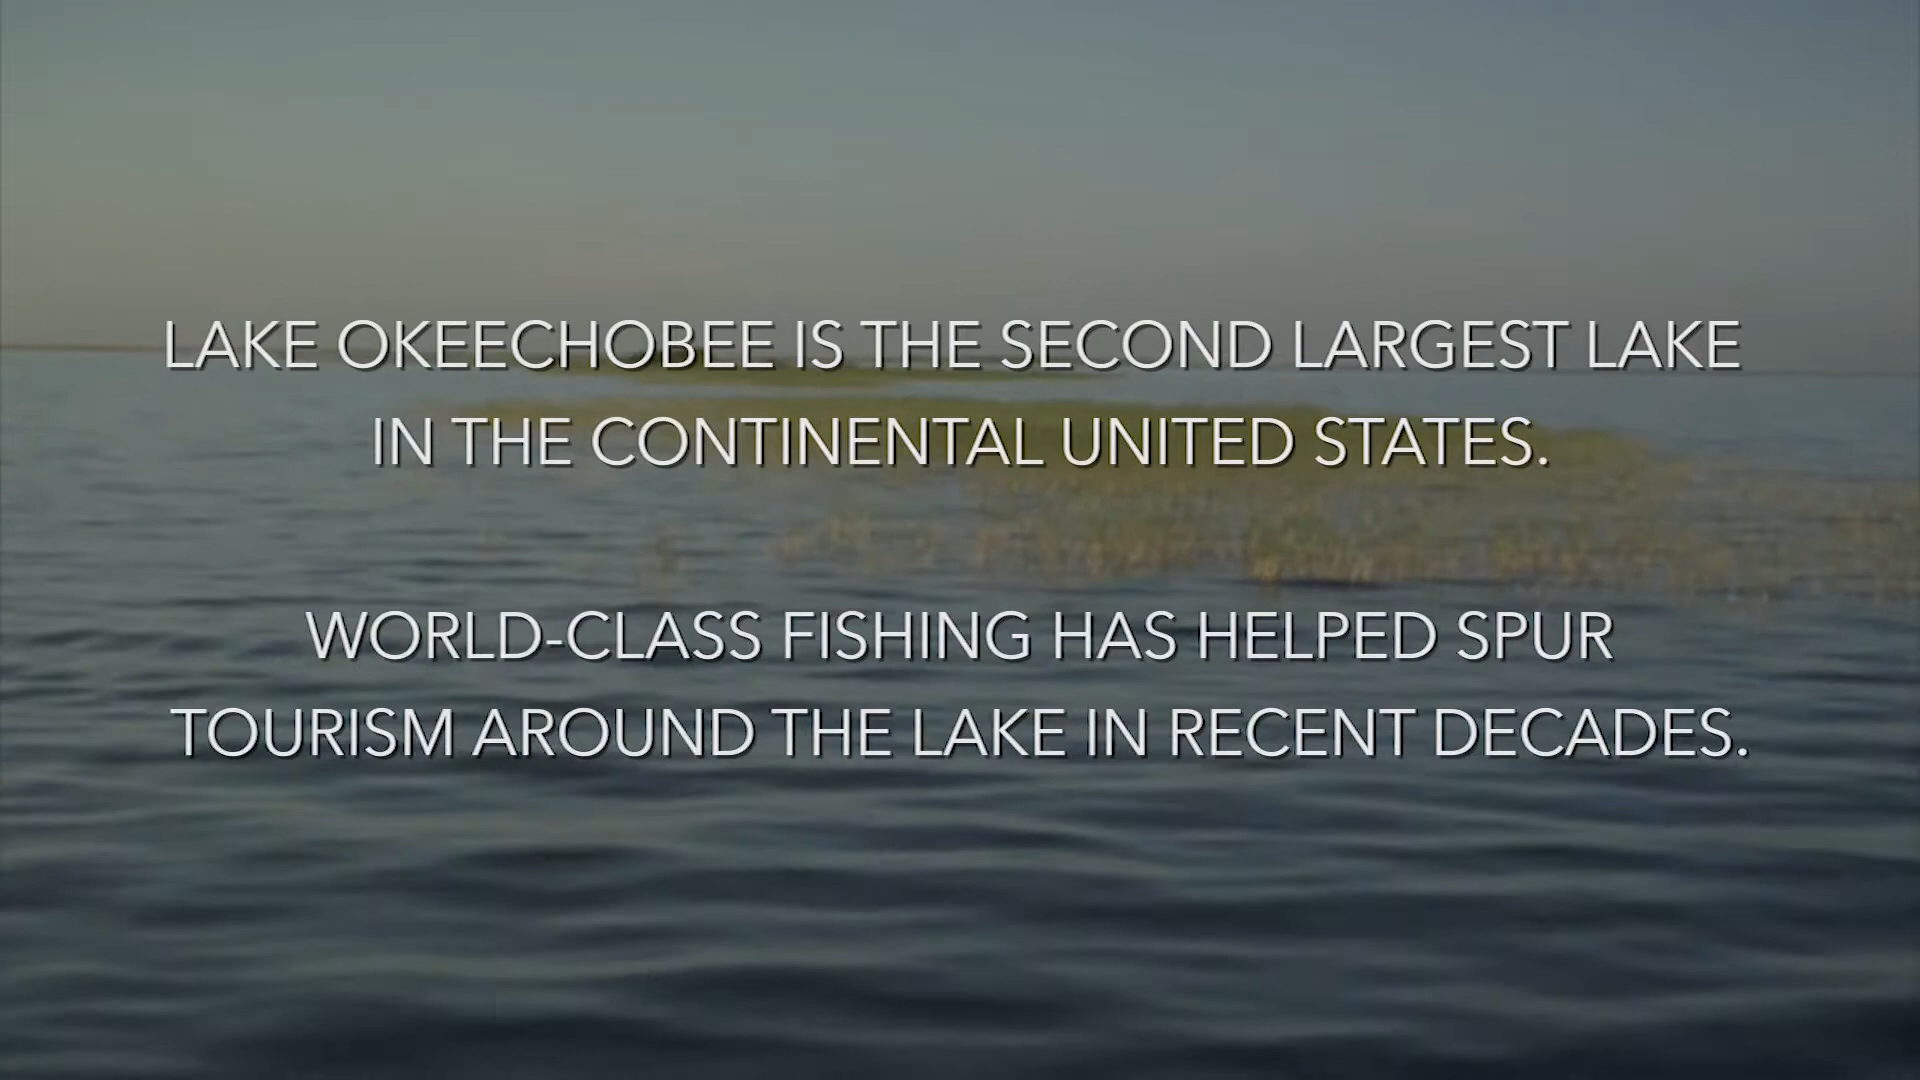 LAKE OKEECHOBEE IS THE SECOND LARGEST LAKE
IN THE CONTINENTAL UNITED STATES.
WORLD-CLASS FISHING HAS HELPED SPUR
TOURISM AROUND THE LAKE IN RECENT DECADES.